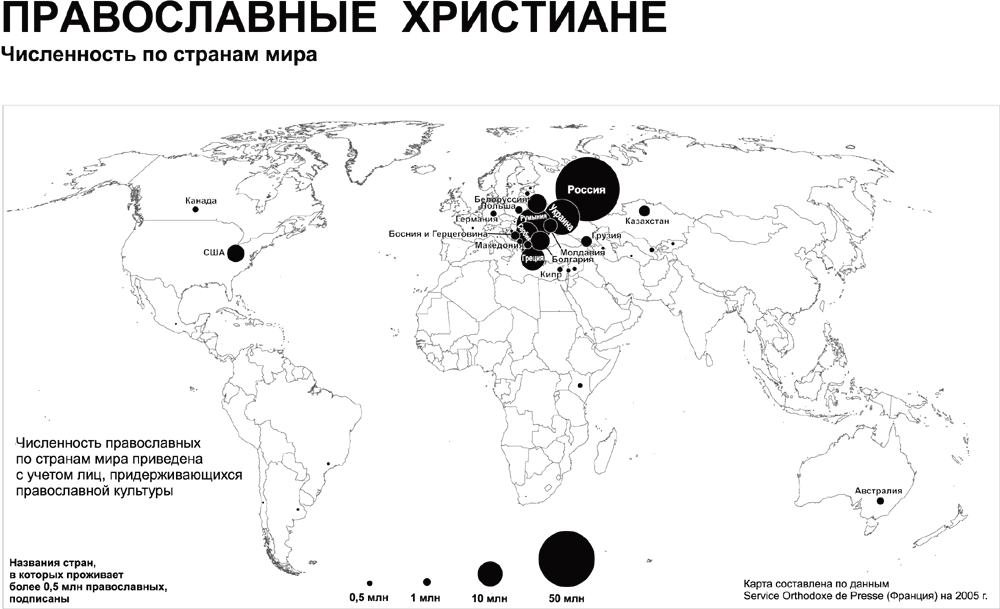 ПРАВОСЛАВНЫЕ ХРИСТИАНЕ
Численность по странам мира
Россия
Канада
Белоруссия
Польша
Германия
Румыния
Украина
Казахстан
США
Босния и Герцеговина
Грузия
Македония
Молдавия
Греция
Болгария
Кипр
Численность православных
по странам мира приведена
с учетом лиц, придерживающихся
православной культуры
Австралия
Названия стран,
в которых проживает
более 0,5 млн православных,
подписаны
0,5 млн
1 млн
10 млн
50 млн
Карта составлена по данным
Service Orthodoxe de Presse (Франция) на 2005 г.